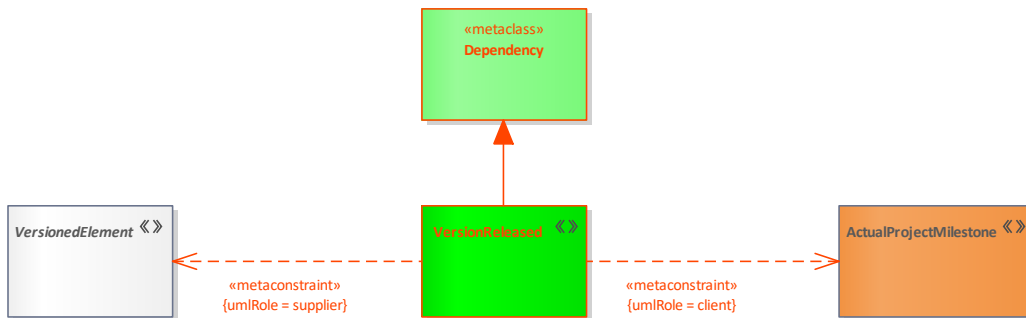 «metaclass»
Dependency
VersionedElement «»
VersionReleased «»
ActualProjectMilestone «»
«metaconstraint»
{umlRole = supplier}
«metaconstraint»
{umlRole = client}